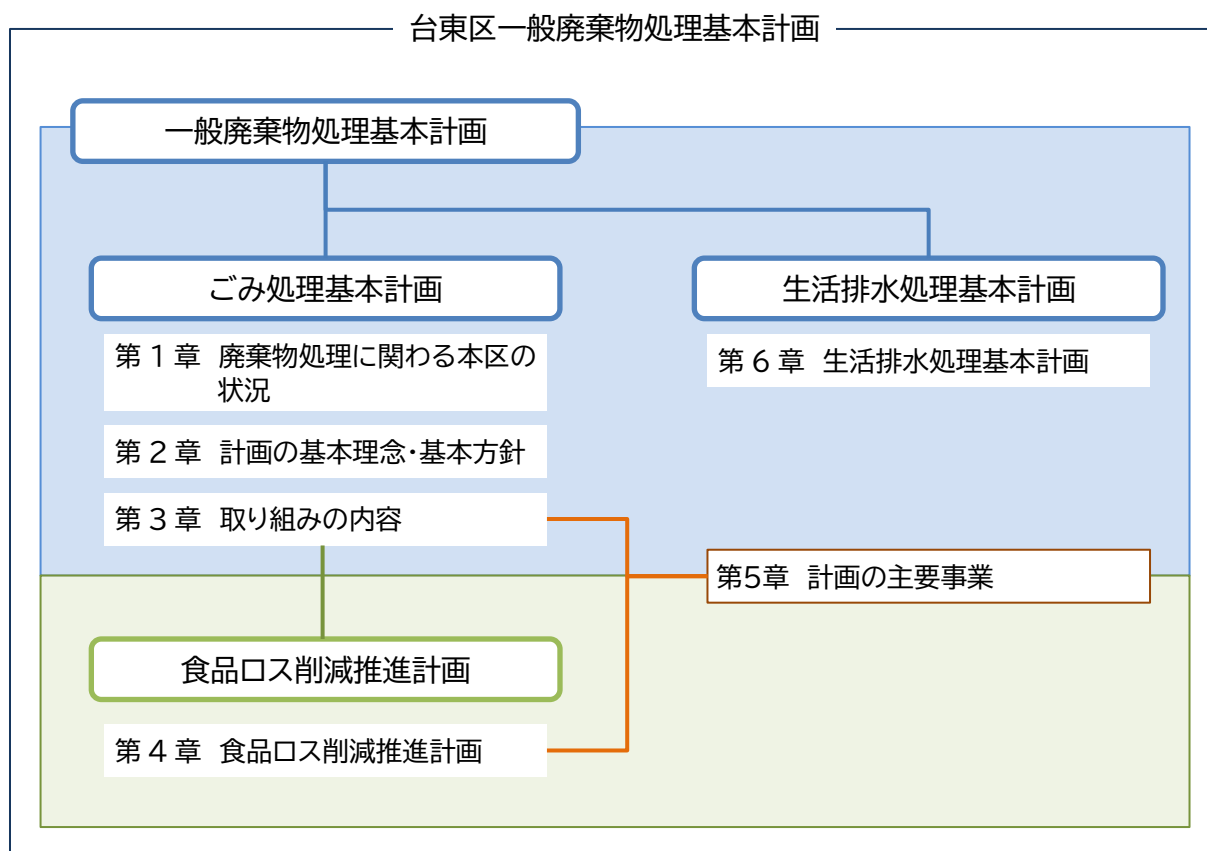 台東区一般廃棄物処理基本計画
一般廃棄物処理基本計画
ごみ処理基本計画
第1章 廃棄物処理に関わる本区の
状況
第2章 計画の基本理念・基本方針
第3章 取り組みの内容
生活排水処理基本計画
第6章 生活排水処理基本計画
第5章 計画の主要事業
食品ロス削減推進計画
第4章 食品ロス削減推進計画